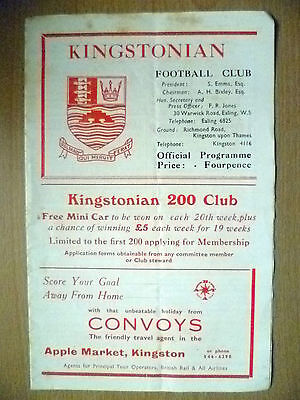 KINGSTONIAN
FOOTBALL CLUB
President : S. Emms, Esq.
Chairman : A. H. Bixley, Esq.
Hon. Secretary and
Press Officer : P. R. Jones
30 Warwick Road, Ealing, W.5
Telephone : Ealing 6825
Ground : Richmond Road,
Kingston upon Thames
Telephone: Kingston 4116
Official Programme
Price: Fourpence
Kingstonian 200 Club
Free Mini Car to be won on each 20th week, plus
a chance of winning £5 each week for 19 weeks
Limited to the first 200 applying for Membership
Application forms obtainable from any committee member
or Club steward
Score Your Goal
Away From Home
with that unbeatable holiday from
CONVOYS
The friendly travel agent in the
Apple Market, Kingston
or phone
Agents for Principal Tour Operators, British Rail & All Airlines